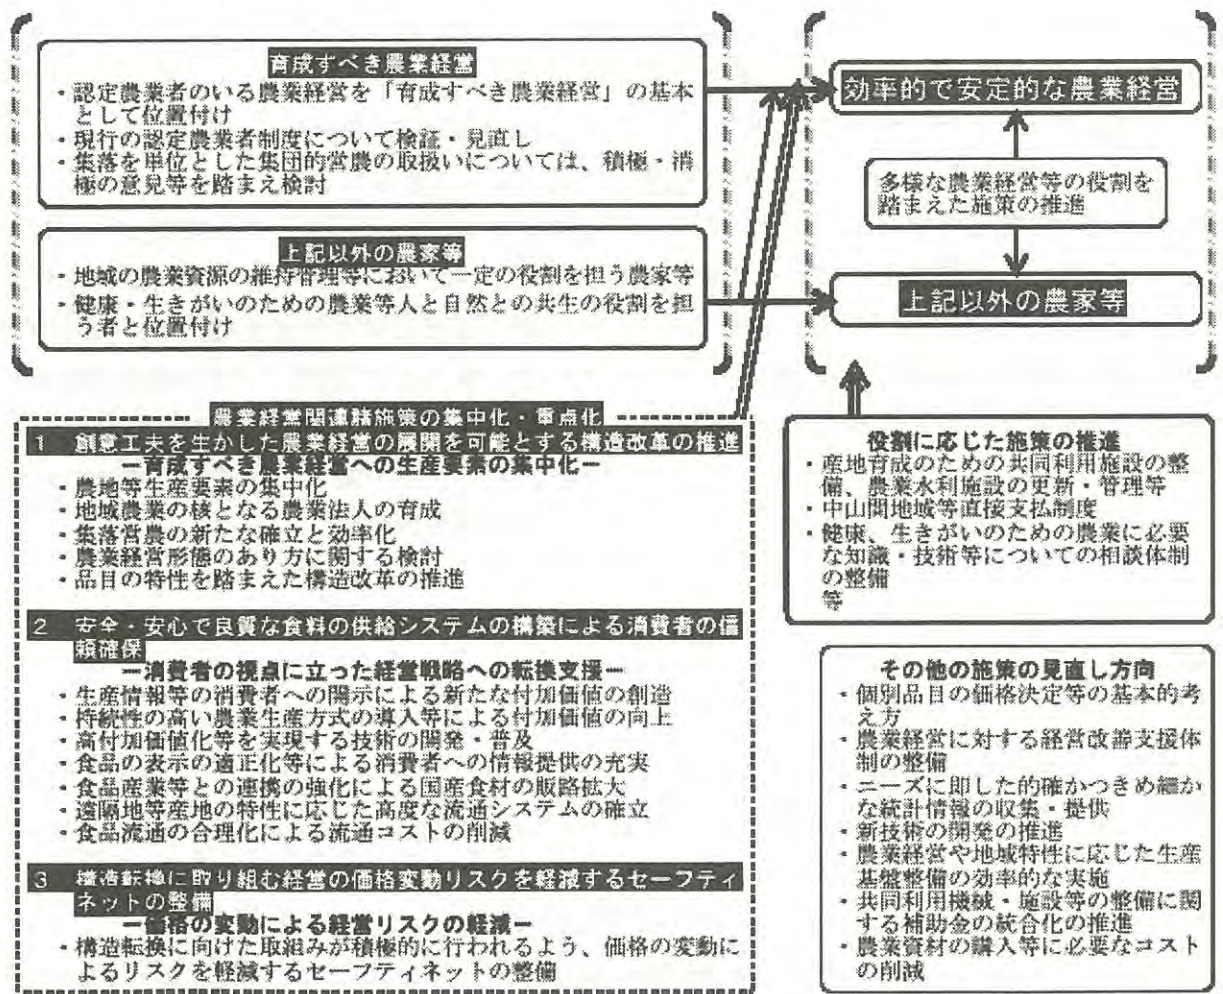 育成すべき農業経営
・認定農業者のいる農業経営を「育成すべき農業経営」の基本
として位置付け
・現行の認定農業者制度について検証・見直し
・集落を単位とした集団的営農の取扱いについては、積極・消
極の意見等を踏まえ検討
上記以外の農家等
・地域の農業資源の維持管理等において一定の役割を担う農家等
・健康・生きがいのための農業等人と自然との共生の役割を担
う者と位置付け
効率的で安定的な農業経営
多様な農業経営等の役割を
踏まえた施策の推進
上記以外の農家等
農業経営関連諸施策の集中化・重点化
1 創意工夫を生かした農業経営の展開を可能とする構造改革の推進
ー育成すべき農業経営への生産要素の集中化ー
・農地等生産要素の集中化
・地域農業の核となる農業法人の育成
・集落営農の新たな確立と効率化
・農業経営形態のあり方に関する検討
・品目の特性を踏まえた構造改革の推進
2 安全・安心で良質な食料の供給システムの構築による消費者の信
頼確保
ー消費者の視点に立った経営戦略への転換支援ー
・生産情報等の消費者への開示による新たな付加価値の創造
・持続性の高い農業生産方式の導入等による付加価値の向上
・高付加価値化等を実現する技術の開発・普及
・食品の表示の適正化等による消費者への情報提供の充実
・食品産業等との連携の強化による国産食材の販路拡大
・遠隔地等産地の特性に応じた高度な流通システムの確立
・食品流通の合理化による流通コストの削減
3 構造転換に取り組む経営の価格変動リスクを軽減するセーフティ
ネットの整備
ー価格の変動による経営リスクの軽減ー
・構造転換に向けた取組みが積極的に行われるよう、価格の変動に
よるリスクを軽減するセーフティネットの整備
役割に応じた施策の推進
・産地育成のための共同利用施設の整
備、農業水利施設の更新・管理等
・中山間地域等直接支払制度
・健康、生きがいのための農業に必要
な知識・技術等についての相談体制
の整備
等
その他の施策の見直し方向
・個別品目の価格決定等の基本的考
え方
・農業経営に対する経営改善支援体
制の整備
・ニーズに即した的確かつきめ細か
な統計情報の収集・提供
・新技術の開発の推進
・農業経営や地域特性に応じた生産
基盤整備の効率的な実施
・共同利用機械・施設等の整備に関
する補助金の統合化の推進
・農業資材の購入等に必要なコスト
の削減